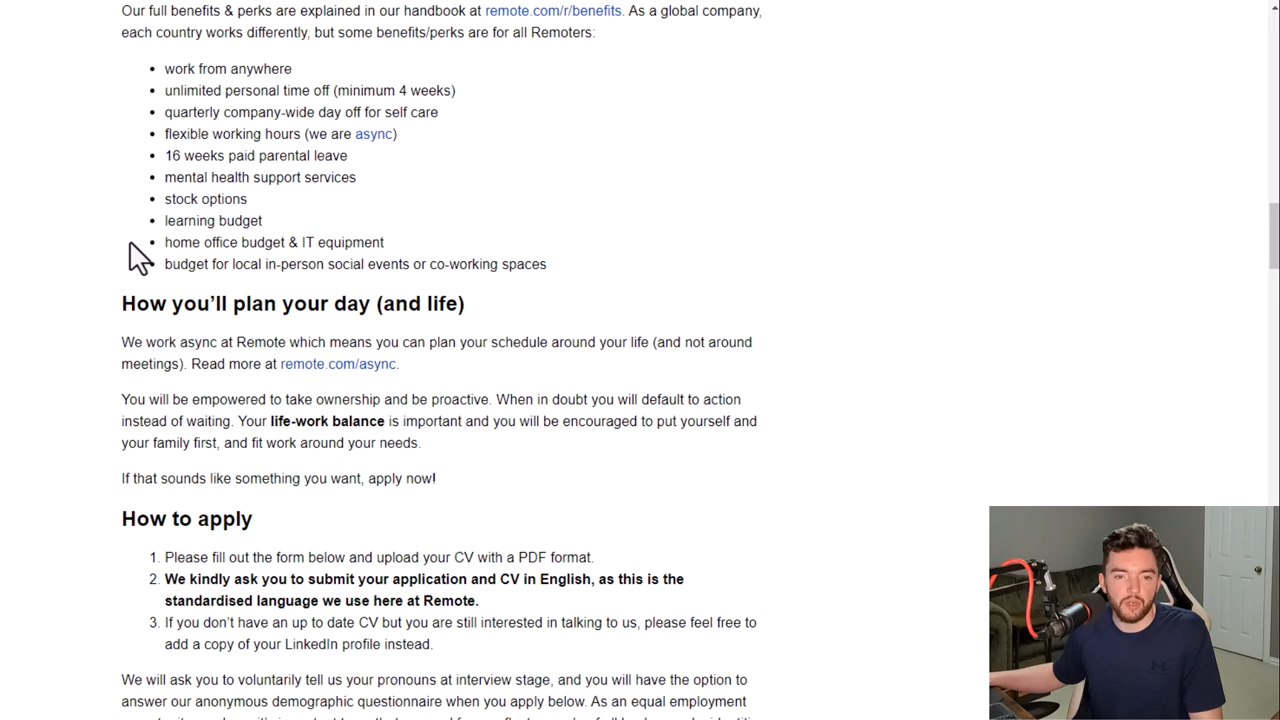 Our full benefits & perks are explained in our handbook at remote.com/r/benefits. As a global company,
each country works differently, but some benefits/perks are for all Remoters:
• work from anywhere
• unlimited personal time off (minimum 4 weeks)
• quarterly company-wide day off for self care
• flexible working hours (we are async)
• 16 weeks paid parental leave
• mental health support services
• stock options
• learning budget
• home office budget & IT equipment
• budget for local in-person social events or co-working spaces
How you’ll plan your day (and life)
We work async at Remote which means you can plan your schedule around your life (and not around
meetings). Read more at remote.com/async.
You will be empowered to take ownership and be proactive. When in doubt you will default to action
instead of waiting. Your life-work balance is important and you will be encouraged to put yourself and
your family first, and fit work around your needs.
If that sounds like something you want, apply now!
How to apply
1. Please fill out the form below and upload your CV with a PDF format.
2. We kindly ask you to submit your application and CV in English, as this is the
standardised language we use here at Remote.
3. If you don’t have an up to date CV but you are still interested in talking to us, please feel free to
add a copy of your LinkedIn profile instead.
We will ask you to voluntarily tell us your pronouns at interview stage, and you will have the option to
answer our anonymous demographic questionnaire when you apply below. As an equal employment